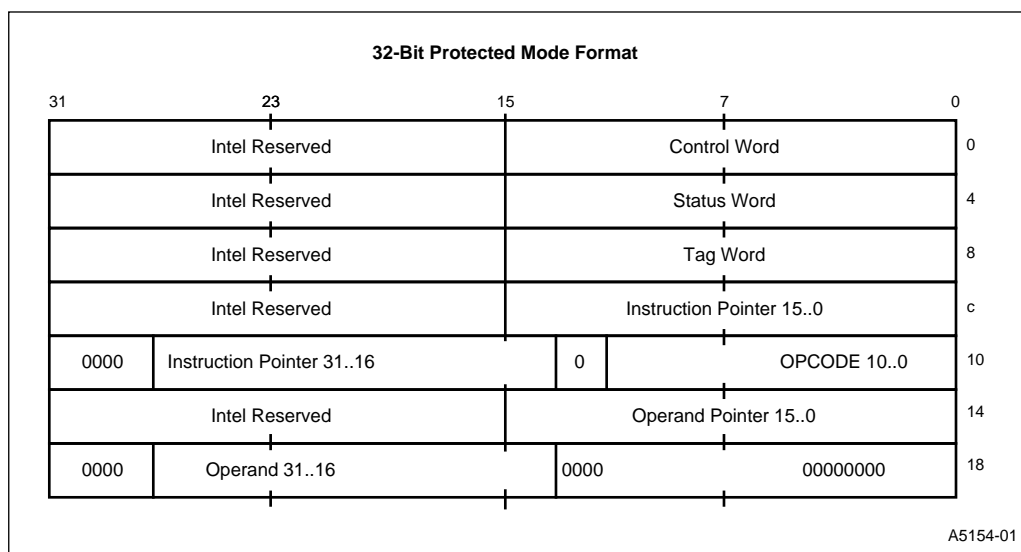 32-Bit Protected Mode Format
31 23 15 7 0
Intel Reserved Control Word 0
Intel Reserved Status Word 4
Intel Reserved Tag Word 8
Intel Reserved Instruction Pointer 15..0 c
0000 Instruction Pointer 31..16 0 OPCODE 10..0 10
Intel Reserved Operand Pointer 15..0 14
0000 Operand 31..16 0000 00000000 18
A5154-01